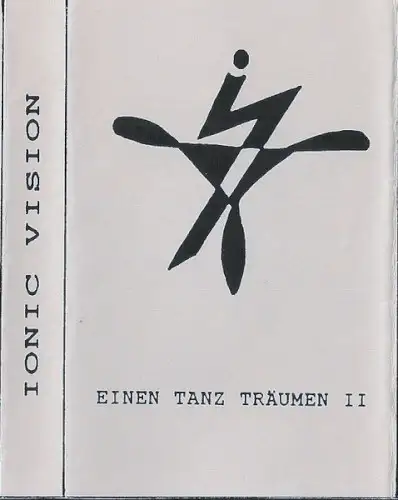 IONIC VISION
EINEN TANZ TRÄUMEN II